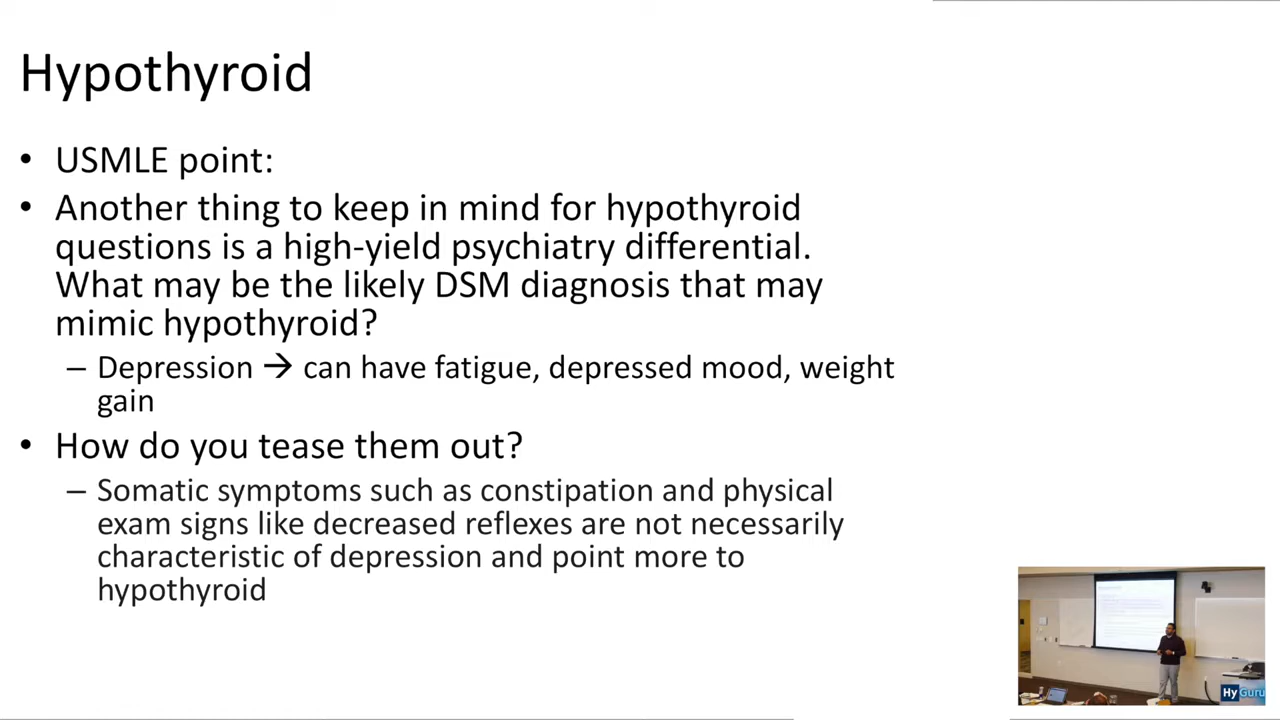 Hypothyroid
• USMLE point:
• Another thing to keep in mind for hypothyroid
questions is a high-yield psychiatry differential.
What may be the likely DSM diagnosis that may
mimic hypothyroid?
– Depression → can have fatigue, depressed mood, weight
gain
• How do you tease them out?
– Somatic symptoms such as constipation and physical
exam signs like decreased reflexes are not necessarily
characteristic of depression and point more to
hypothyroid
HyGuru